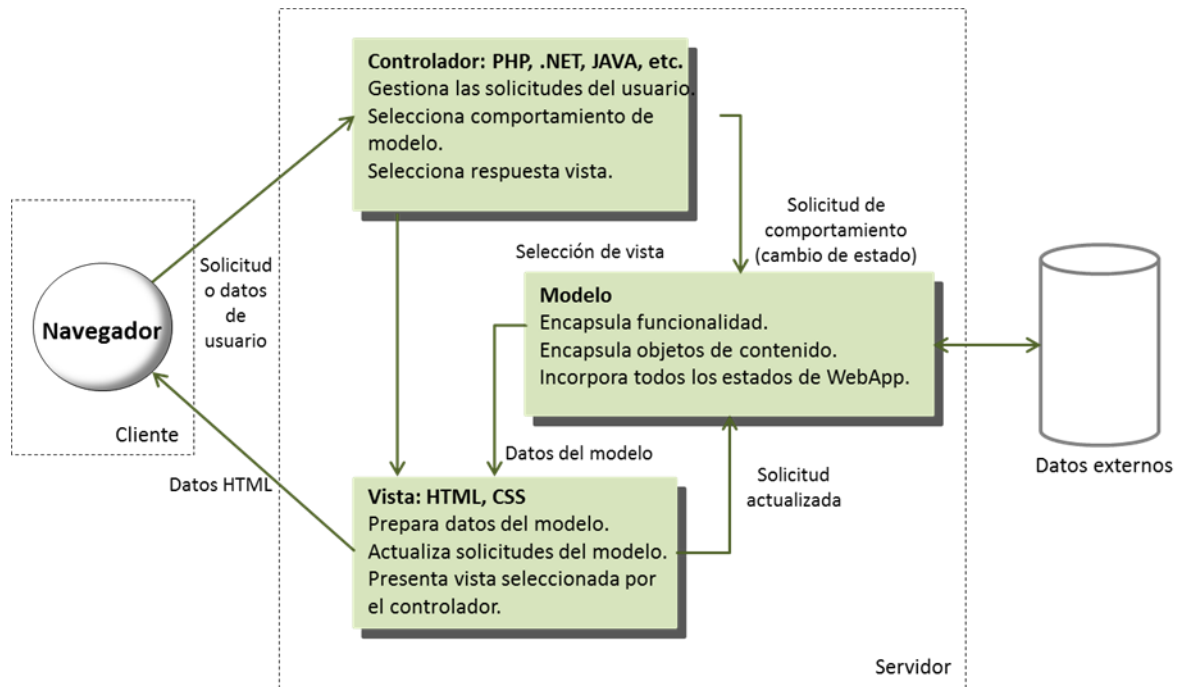 Controlador: PHP, .NET, JAVA, etc.
Gestiona las solicitudes del usuario.
Selecciona comportamiento de
modelo.
Selecciona respuesta vista.
Solicitud de
comportamiento
(cambio de estado)
Selección de vista
Solicitud
o datos
de
usuario
Navegador
Cliente
Modelo
Encapsula funcionalidad.
Encapsula objetos de contenido.
Incorpora todos los estados de WebApp.
Datos externos
Datos del modelo
Solicitud
actualizada
Datos HTML
Vista: HTML, CSS
Prepara datos del modelo.
Actualiza solicitudes del modelo.
Presenta vista seleccionada por
el controlador.
Servidor